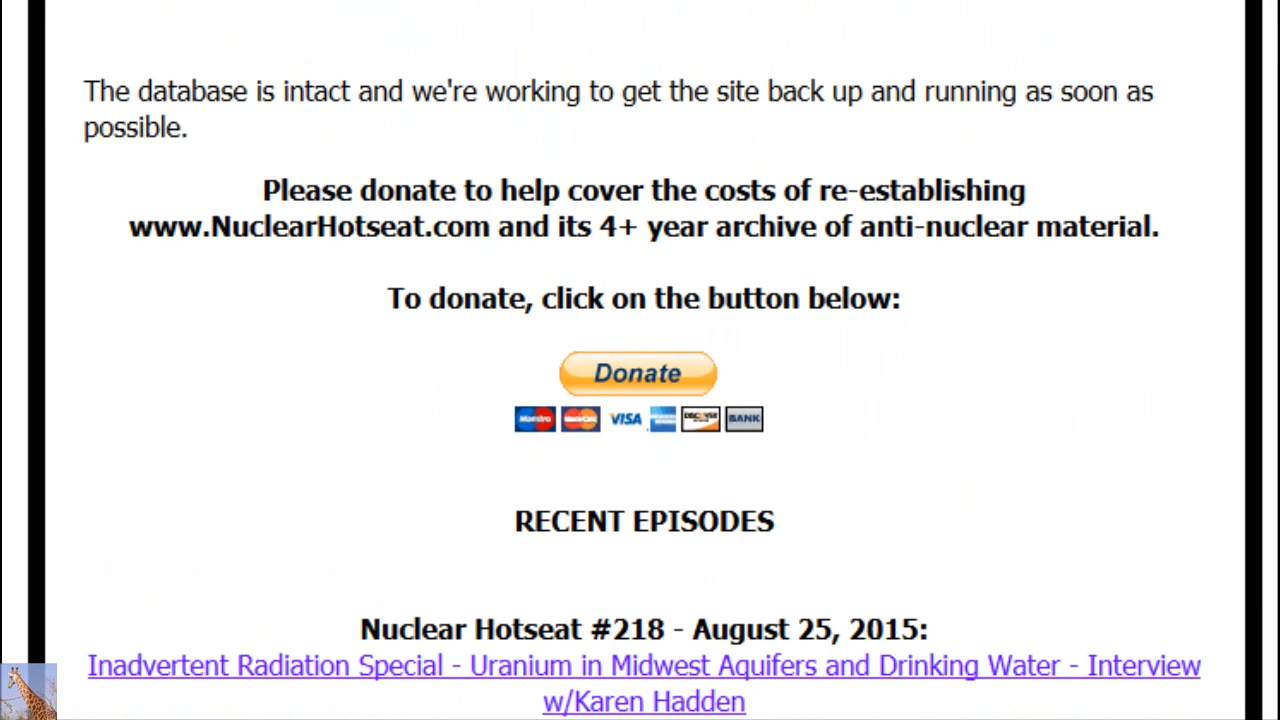 The database is intact and we're working to get the site back up and running as soon as
possible.
Please donate to help cover the costs of re-establishing
www.NuclearHotseat.com and its 4+ year archive of anti-nuclear material.
To donate, click on the button below:
Donate
Maestro MasterCard VISA DISCOVER BANK
RECENT EPISODES
Nuclear Hotseat #218 - August 25, 2015:
Inadvertent Radiation Special - Uranium in Midwest Aquifers and Drinking Water - Interview
w/Karen Hadden